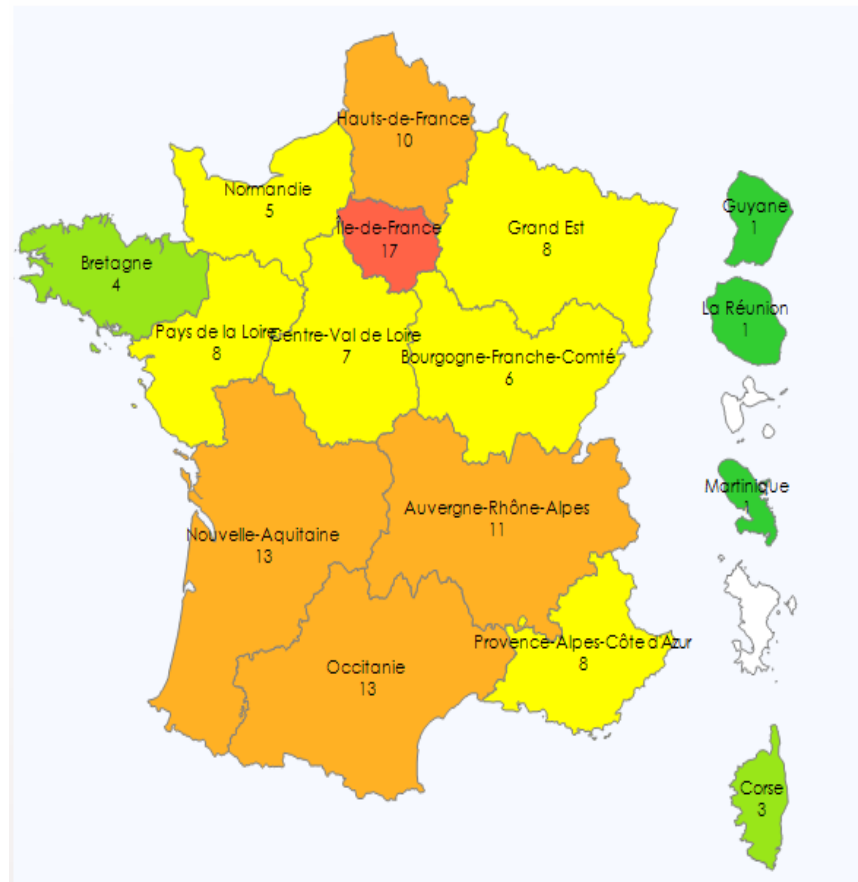 Hauts-de-France
10
Normandie
5
Île-de-France
17
Grand Est
8
Guyane
1
Bretagne
4
La Réunion
1
Pays de la Loire
8
Centre-Val de Loire
7
Bourgogne-Franche-Comté
6
Martinique
1
Auvergne-Rhône-Alpes
11
Nouvelle-Aquitaine
13
Provence-Alpes-Côte d'Azur
8
Occitanie
13
Corse
3